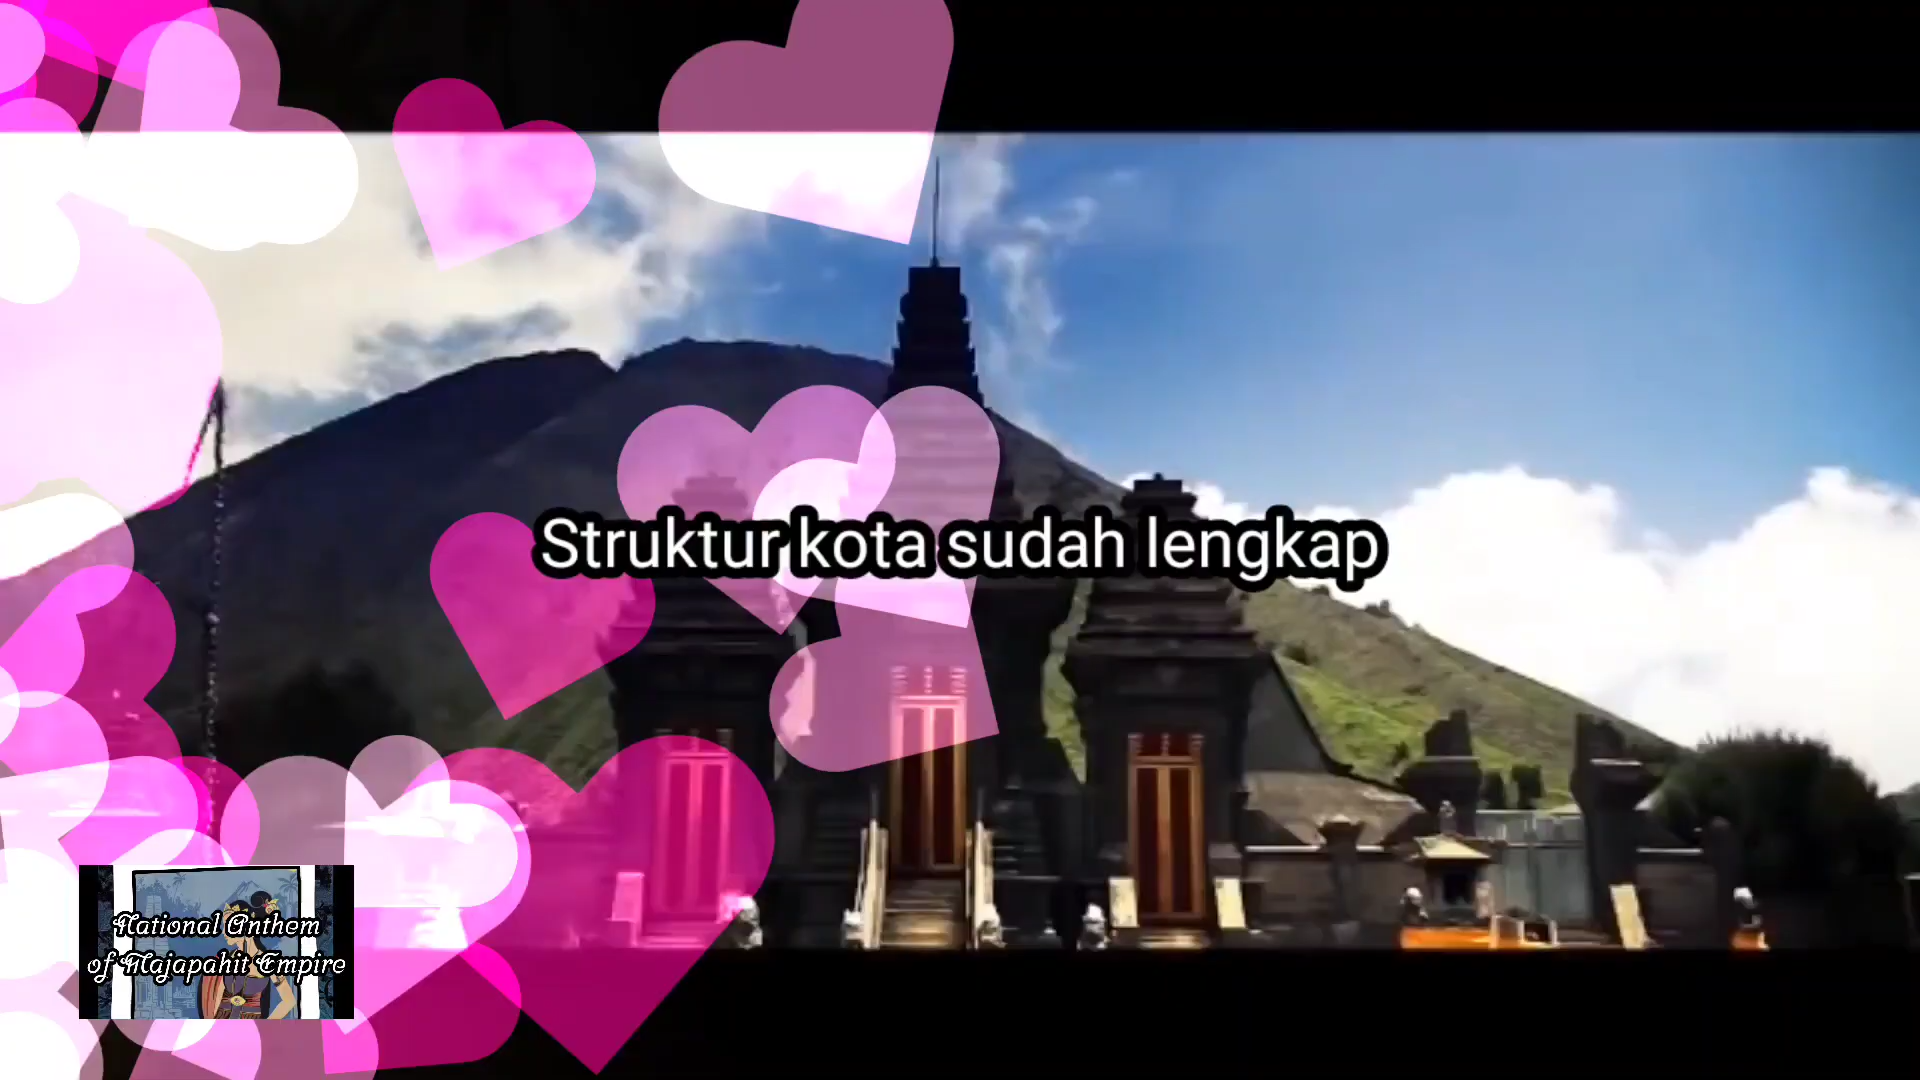 Struktur kota sudah lengkap
National Anthem
of Majapahit Empire